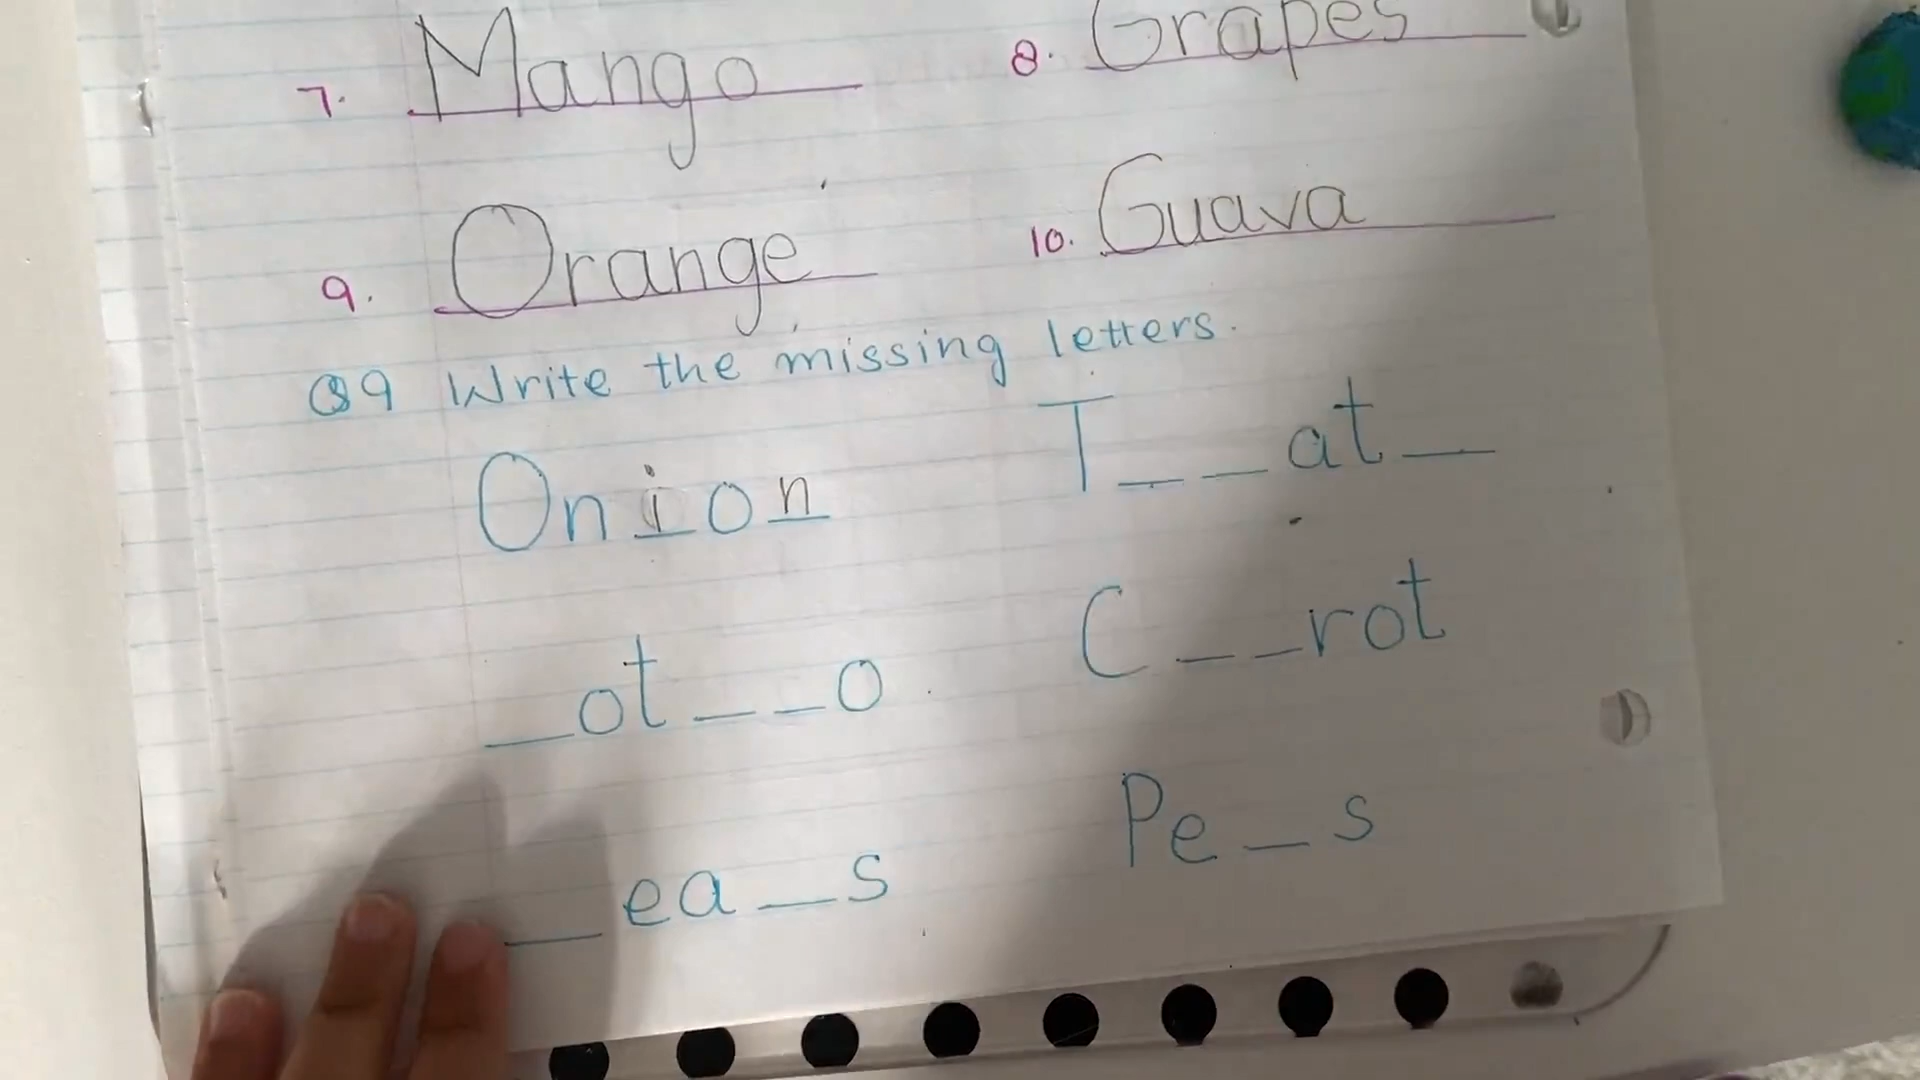 7. Mango 8. Grapes
9. Orange 10. Guava
Q9 Write the missing letters.
Onion T__at_
_ot__o C__rot
_ea_s Pe_s